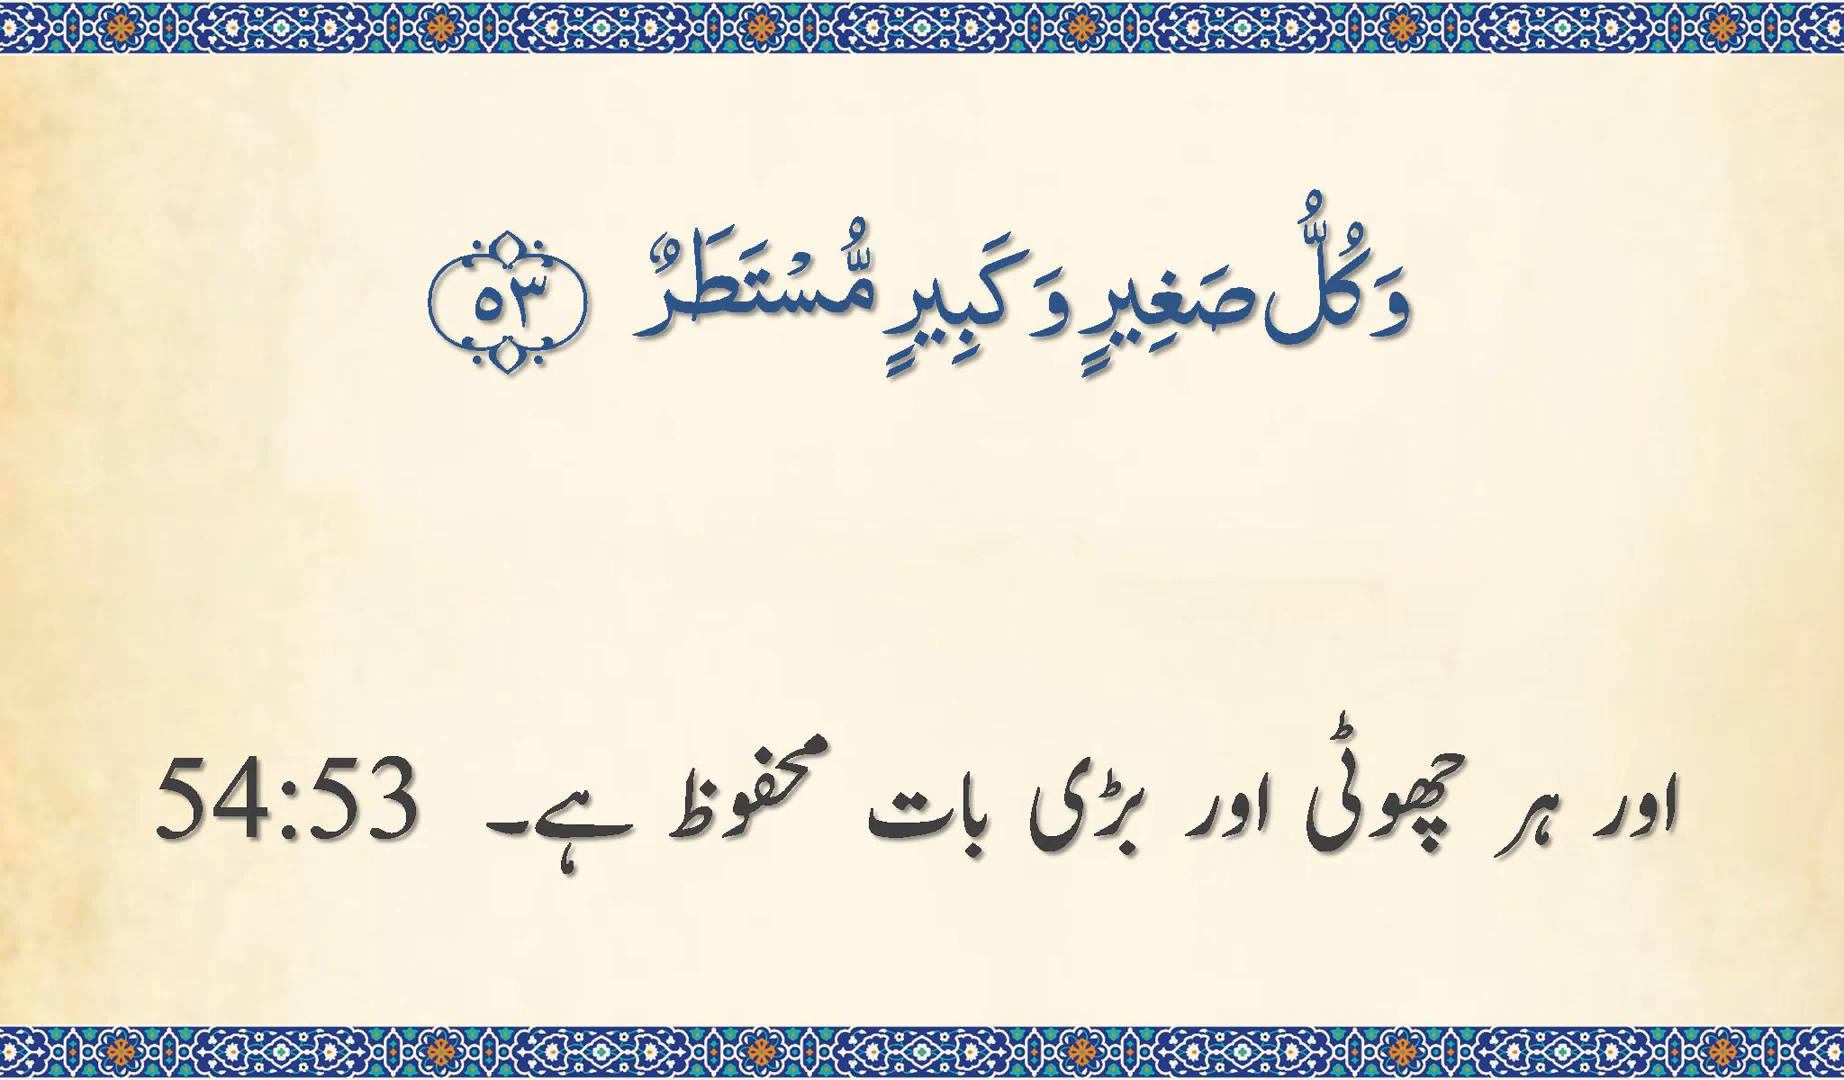 وَكُلُّ صَغِيرٍ وَكَبِيرٍ مُّسْتَطَرٌ ٥٣
اور ہر چھوٹی اور بڑی بات محفوظ ہے۔ 54:53